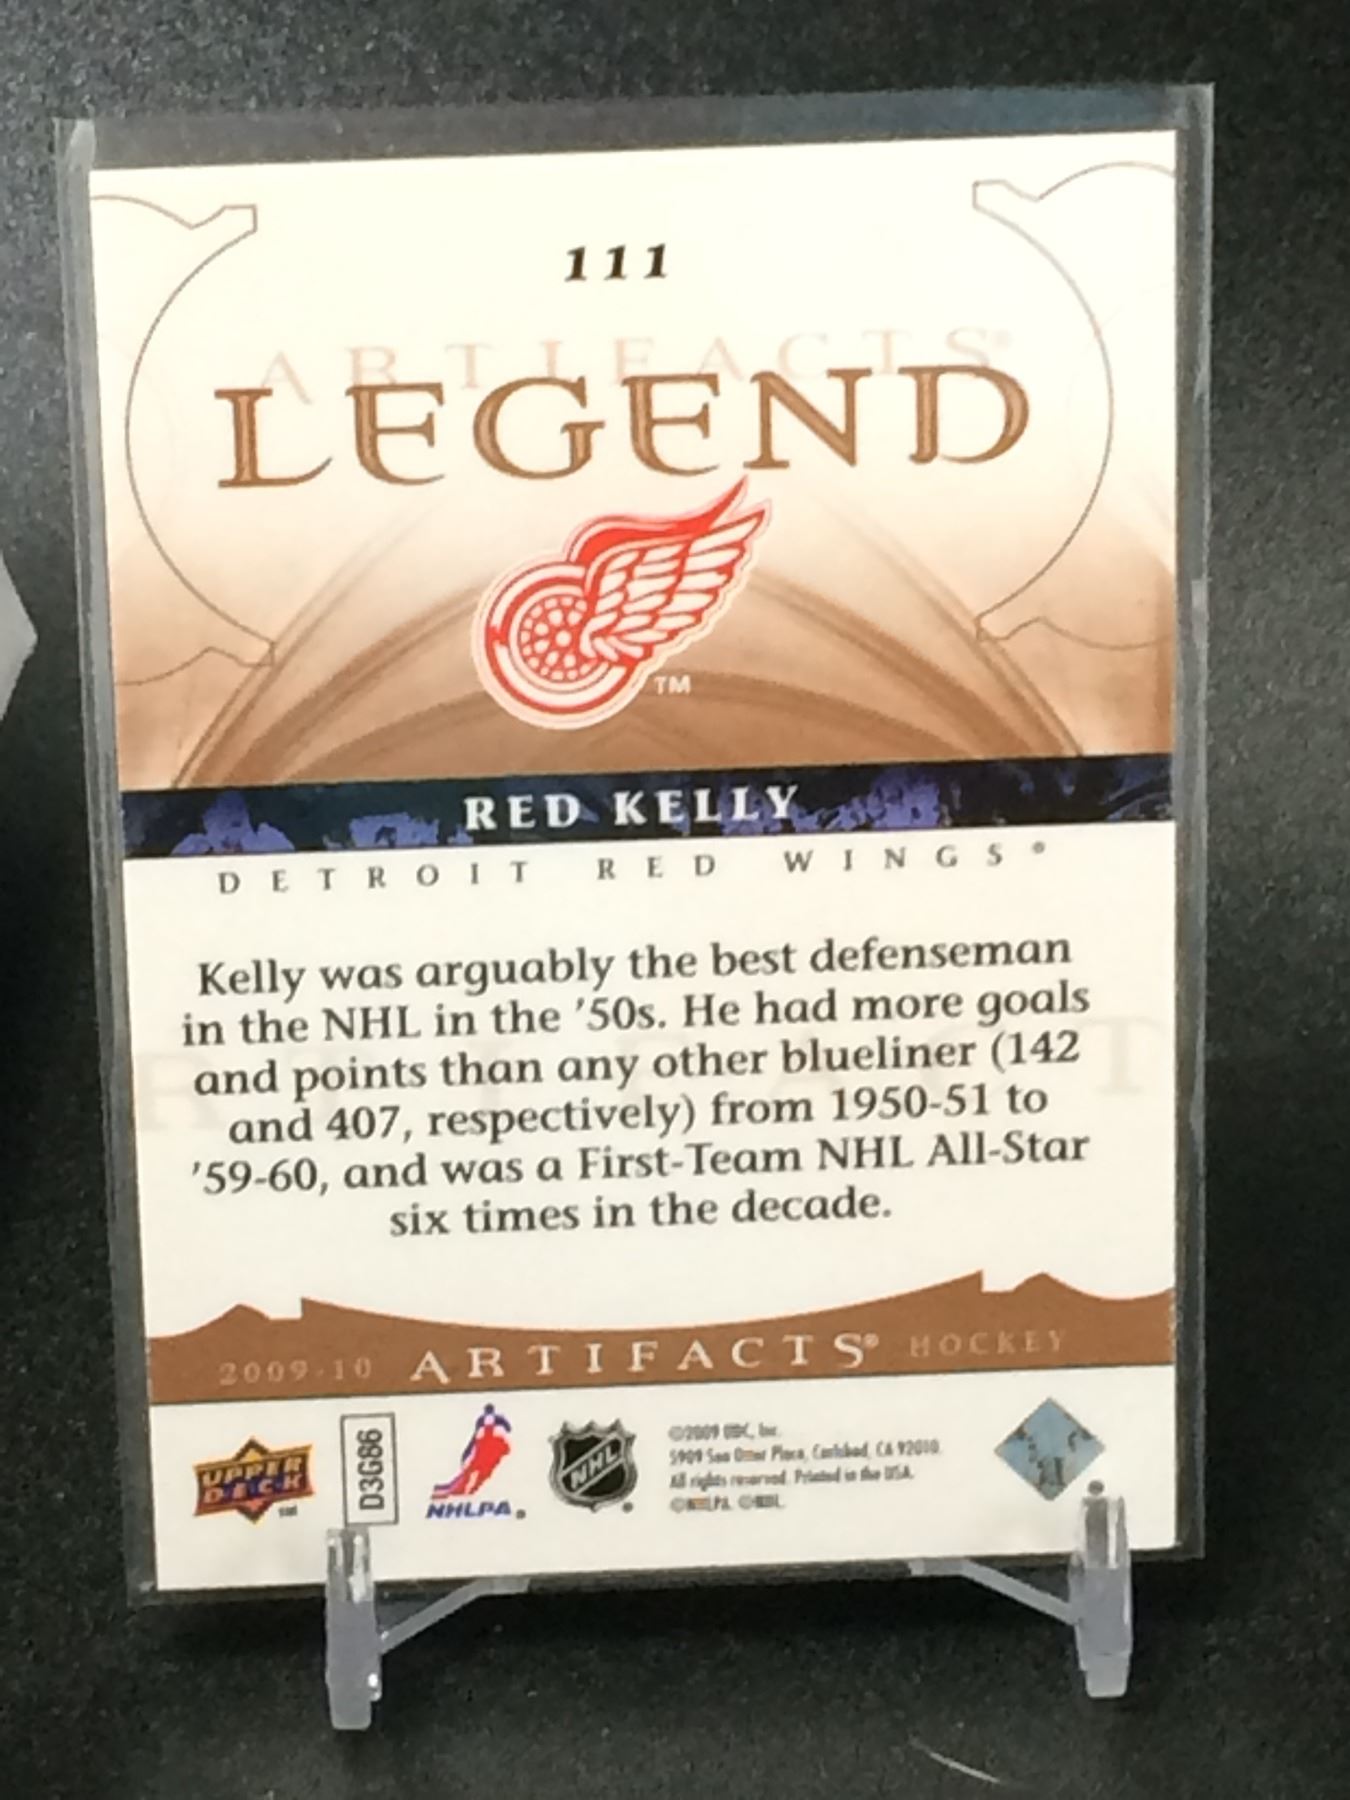 111
ARTIFACTS®
LEGEND
TM
RED KELLY
DETROIT RED WINGS®
Kelly was arguably the best defenseman
in the NHL in the '50s. He had more goals
and points than any other blueliner (142
and 407, respectively) from 1950-51 to
'59-60, and was a First-Team NHL All-Star
six times in the decade.
2009-10 ARTIFACTS® HOCKEY
UPPER
DECK
D3G86
NHLPA
NHL
©2009 UDC, Inc.
5909 Sea Otter Place, Carlsbad, CA 92010.
All rights reserved. Printed in the USA.
©NHLPA. ©NHL.